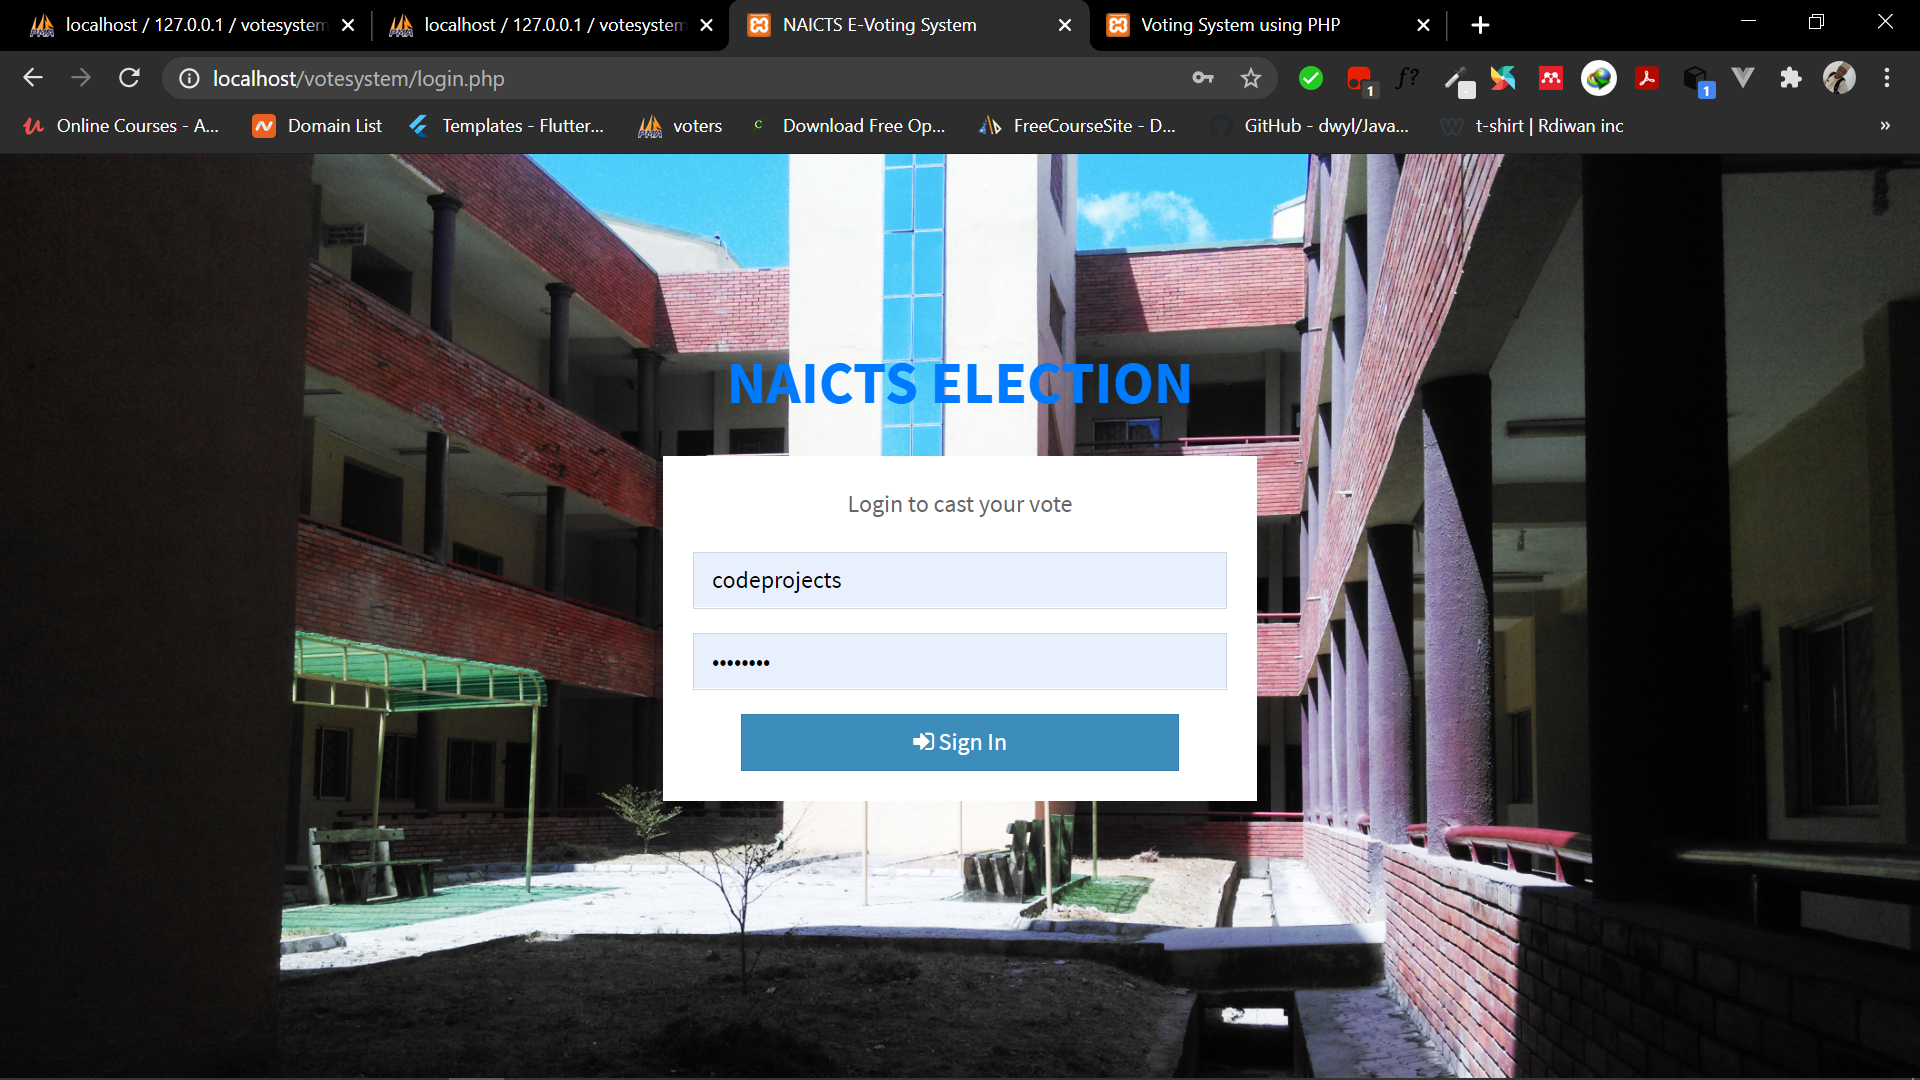 localhost / 127.0.0.1 / votesystem
localhost / 127.0.0.1 / votesystem
NAICTS E-Voting System
Voting System using PHP
localhost/votesystem/login.php
1
f?
1
Online Courses - A...
Domain List
Templates - Flutter...
voters
Download Free Op...
FreeCourseSite - D...
GitHub - dwyl/Java...
t-shirt | Rdiwan inc
»
NAICTS ELECTION
Login to cast your vote
codeprojects
••••••••
Sign In